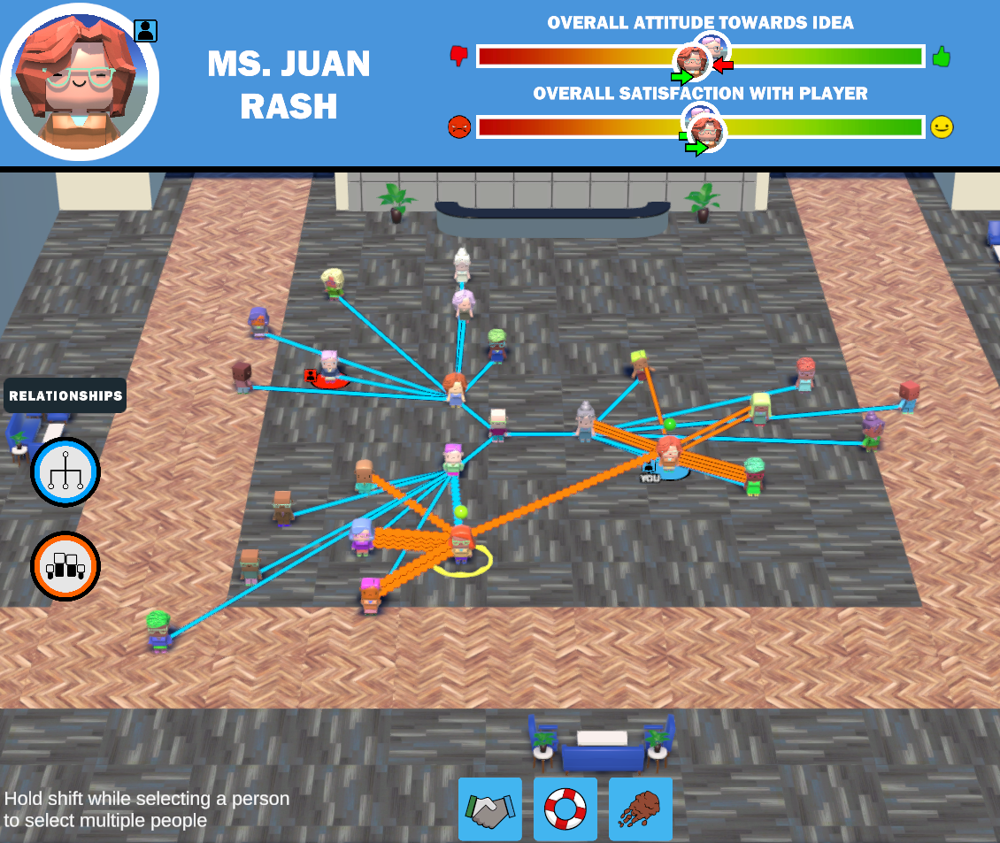 OVERALL ATTITUDE TOWARDS IDEA
MS. JUAN
RASH
OVERALL SATISFACTION WITH PLAYER
RELATIONSHIPS
YOU
Hold shift while selecting a person
to select multiple people